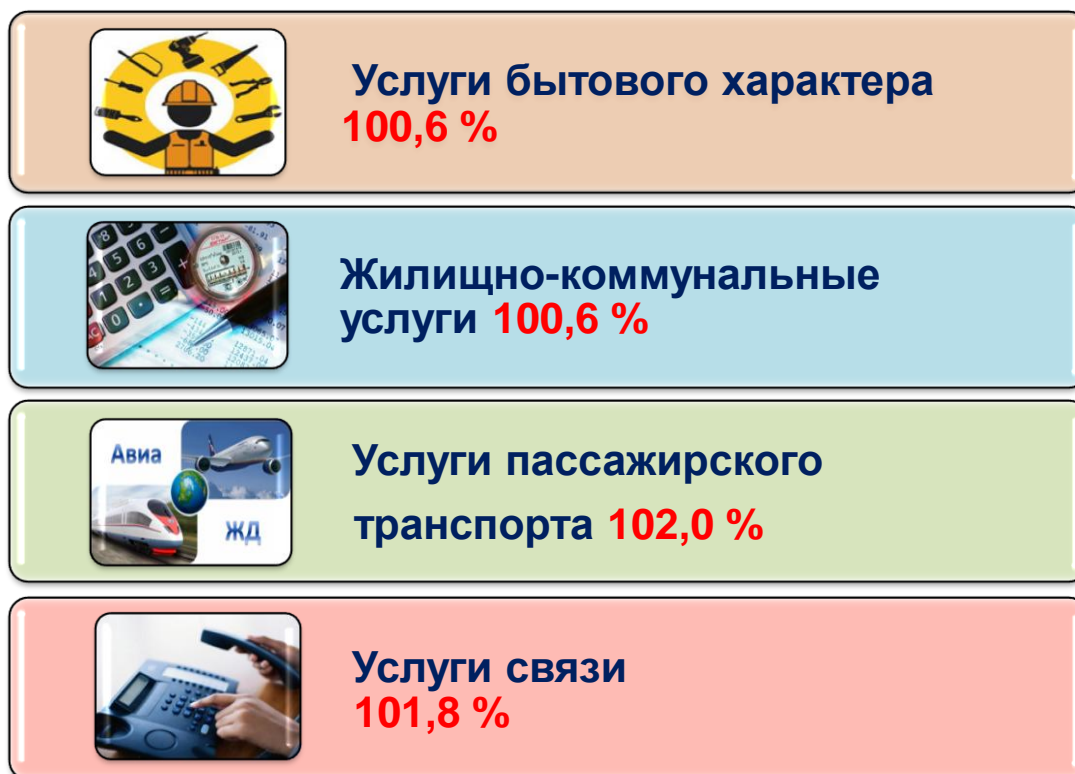 Услуги бытового характера
100,6 %
Жилищно-коммунальные
услуги 100,6 %
Авиа
ЖД
Услуги пассажирского
транспорта 102,0 %
Услуги связи
101,8 %